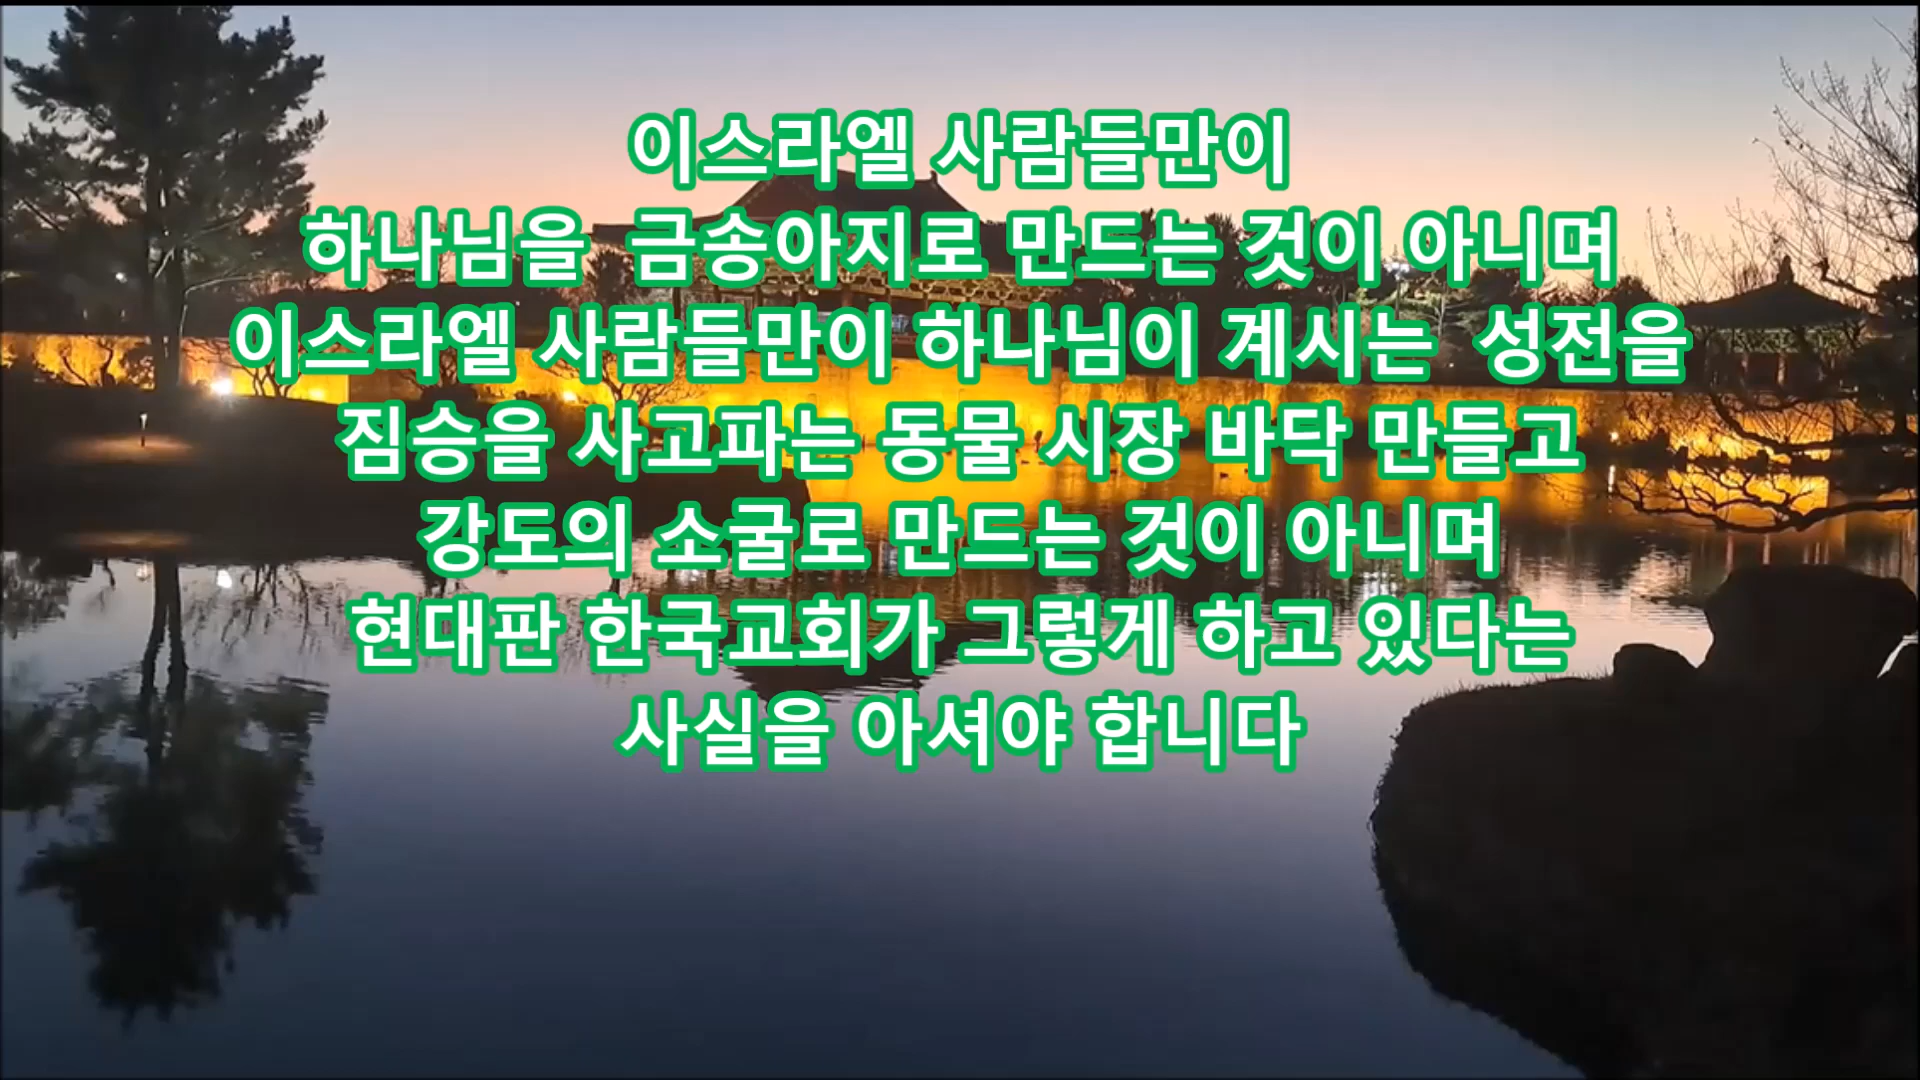 이스라엘 사람들만이
하나님을  금송아지로 만드는 것이 아니며
이스라엘 사람들만이 하나님이 계시는  성전을
짐승을 사고파는 동물 시장 바닥 만들고
강도의 소굴로 만드는 것이 아니며
현대판 한국교회가 그렇게 하고 있다는
사실을 아셔야 합니다